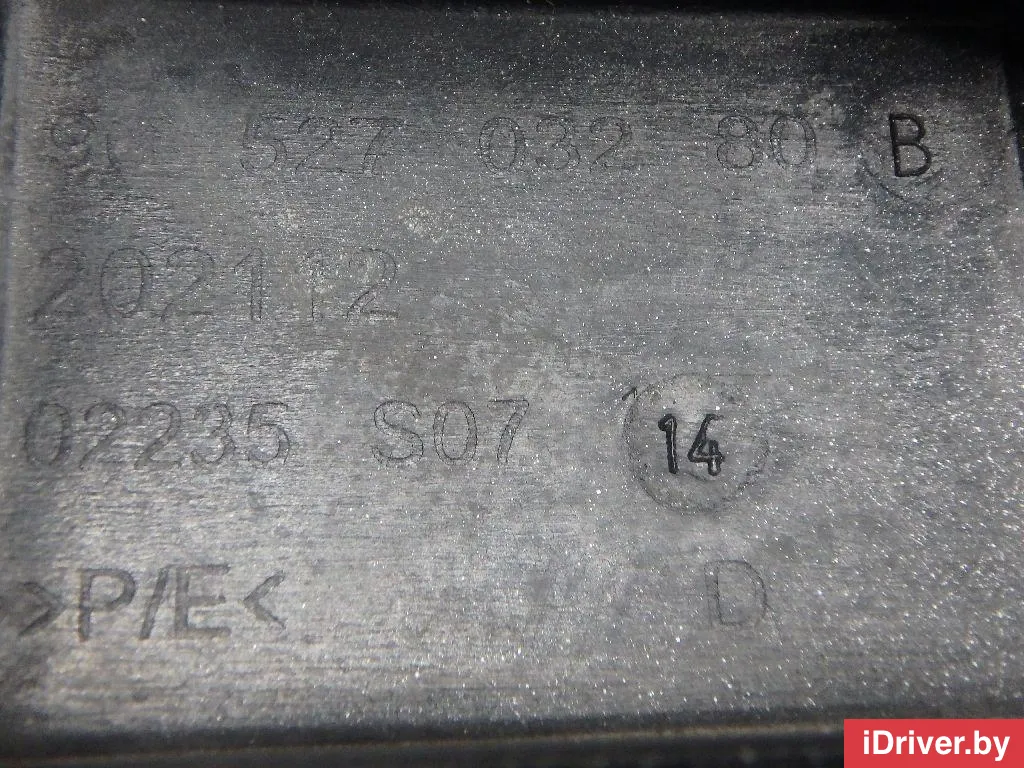 527 032 80 B
202112
02235 S07 14
>P/E< D
iDriver.by